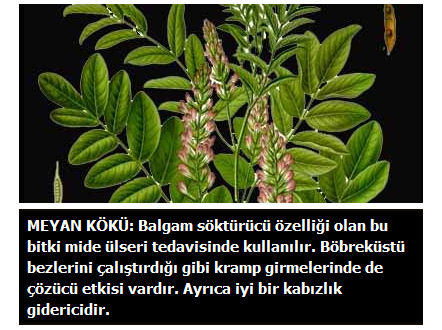 MEYAN KÖKÜ: Balgam söktürücü özelliği olan bu
bitki mide ülseri tedavisinde kullanılır. Böbreküstü
bezlerini çalıştırdığı gibi kramp girmelerinde de
çözücü etkisi vardır. Ayrıca iyi bir kabızlık
gidericidir.